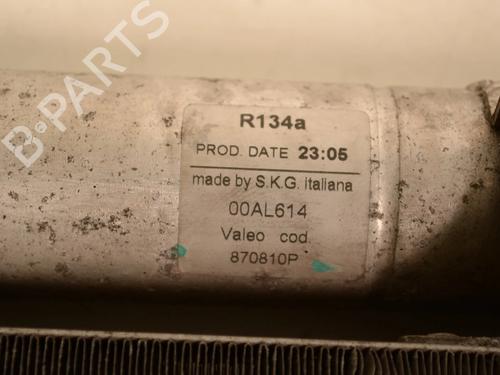 B-PARTS
R134a
PROD. DATE 23:05
made by S.K.G. italiana
00AL614
Valeo cod
870810P